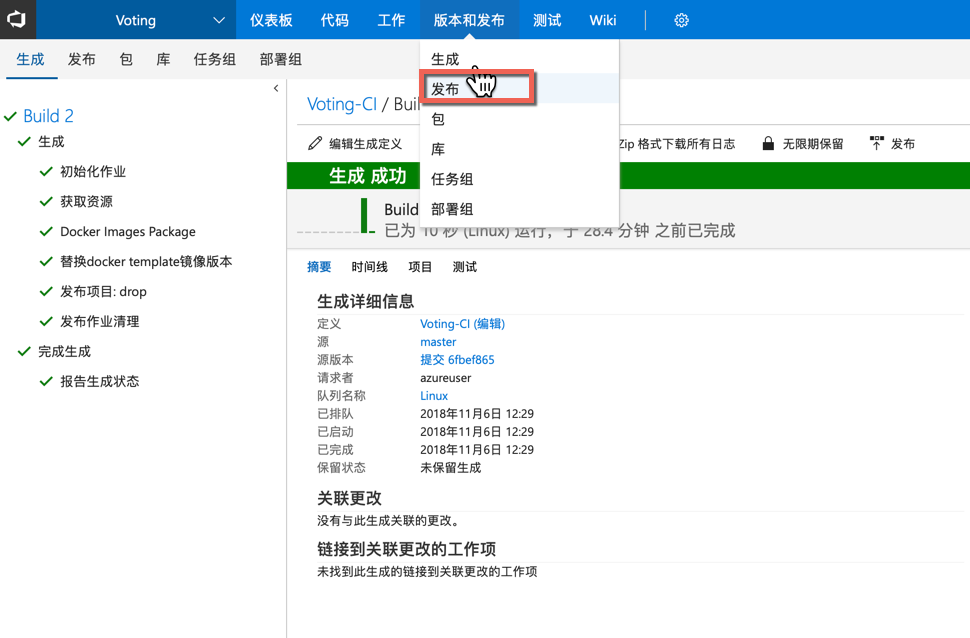 Voting 仪表板 代码 工作 版本和发布 测试 Wiki
生成 发布 包 库 任务组 部署组
生成
发布
包
库
任务组
部署组
Build 2
生成
初始化作业
获取资源
Docker Images Package
替换docker template镜像版本
发布项目: drop
发布作业清理
完成生成
报告生成状态
Voting-CI / Buil
编辑生成定义 Zip 格式下载所有日志 无限期保留 发布
生成 成功
Build
已为 10 秒 (Linux) 运行，于 28.4 分钟 之前已完成
摘要 时间线 项目 测试
生成详细信息
定义 Voting-CI (编辑)
源 master
源版本 提交 6fbef865
请求者 azureuser
队列名称 Linux
已排队 2018年11月6日 12:29
已启动 2018年11月6日 12:29
已完成 2018年11月6日 12:29
保留状态 未保留生成
关联更改
没有与此生成关联的更改。
链接到关联更改的工作项
未找到此生成的链接到关联更改的工作项